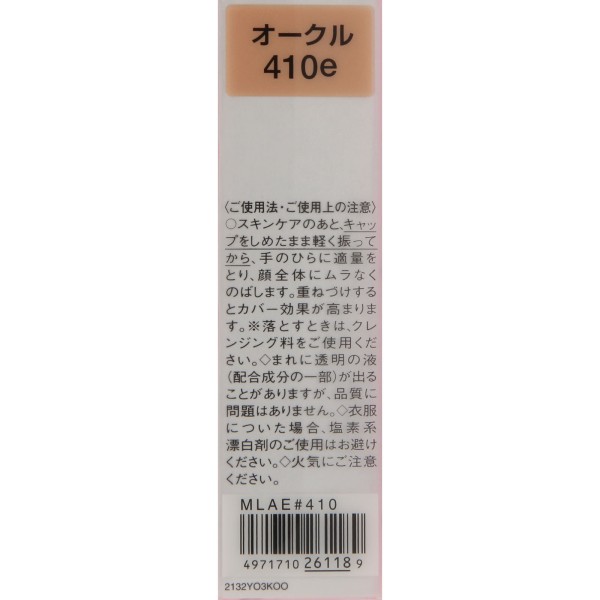 オークル
410e
〈ご使用法・ご使用上の注意〉
○スキンケアのあと、キャッ
プをしめたまま軽く振って
から、手のひらに適量を
とり、顔全体にムラなく
のばします。重ねづけする
とカバー効果が高まりま
す。※落とすときは、クレ
ンジング料をご使用くだ
さい。◇まれに透明の液
(配合成分の一部)が出る
ことがありますが、品質に
問題はありません。◇衣服
についた場合、塩素系
漂白剤のご使用はお避け
ください。◇火気にご注意
ください。
MLAE#410
4971710 26118 9
2132YO3KOO